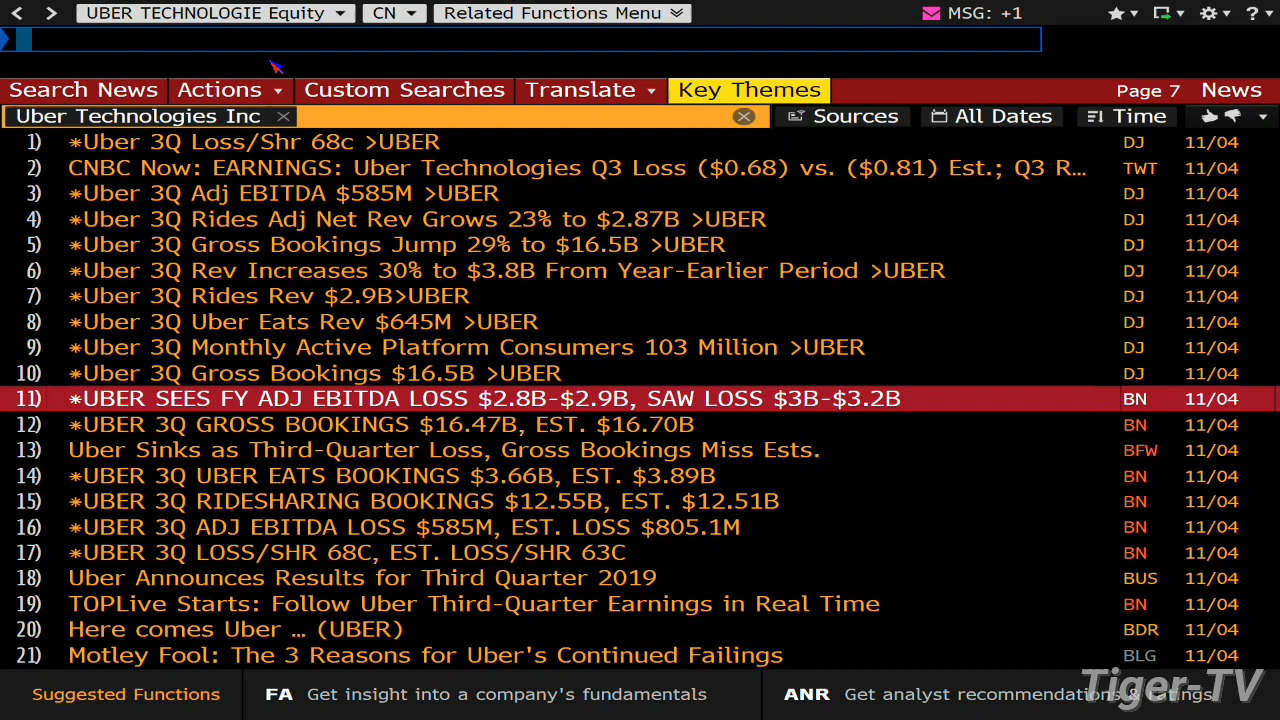 UBER TECHNOLOGIE Equity CN Related Functions Menu MSG: +1 ?
Search News Actions Custom Searches Translate Key Themes Page 7 News
Uber Technologies Inc Sources All Dates Time
1) *Uber 3Q Loss/Shr 68c >UBER DJ 11/04
2) CNBC Now: EARNINGS: Uber Technologies Q3 Loss ($0.68) vs. ($0.81) Est.; Q3 R... TWT 11/04
3) *Uber 3Q Adj EBITDA $585M >UBER DJ 11/04
4) *Uber 3Q Rides Adj Net Rev Grows 23% to $2.87B >UBER DJ 11/04
5) *Uber 3Q Gross Bookings Jump 29% to $16.5B >UBER DJ 11/04
6) *Uber 3Q Rev Increases 30% to $3.8B From Year-Earlier Period >UBER DJ 11/04
7) *Uber 3Q Rides Rev $2.9B>UBER DJ 11/04
8) *Uber 3Q Uber Eats Rev $645M >UBER DJ 11/04
9) *Uber 3Q Monthly Active Platform Consumers 103 Million >UBER DJ 11/04
10) *Uber 3Q Gross Bookings $16.5B >UBER DJ 11/04
11) *UBER SEES FY ADJ EBITDA LOSS $2.8B-$2.9B, SAW LOSS $3B-$3.2B BN 11/04
12) *UBER 3Q GROSS BOOKINGS $16.47B, EST. $16.70B BN 11/04
13) Uber Sinks as Third-Quarter Loss, Gross Bookings Miss Ests. BFW 11/04
14) *UBER 3Q UBER EATS BOOKINGS $3.66B, EST. $3.89B BN 11/04
15) *UBER 3Q RIDESHARING BOOKINGS $12.55B, EST. $12.51B BN 11/04
16) *UBER 3Q ADJ EBITDA LOSS $585M, EST. LOSS $805.1M BN 11/04
17) *UBER 3Q LOSS/SHR 68C, EST. LOSS/SHR 63C BN 11/04
18) Uber Announces Results for Third Quarter 2019 BUS 11/04
19) TOPLive Starts: Follow Uber Third-Quarter Earnings in Real Time BN 11/04
20) Here comes Uber ... (UBER) BDR 11/04
21) Motley Fool: The 3 Reasons for Uber's Continued Failings BLG 11/04
Suggested Functions FA Get insight into a company's fundamentals ANR Get analyst recommendations & ratings
Tiger-TV